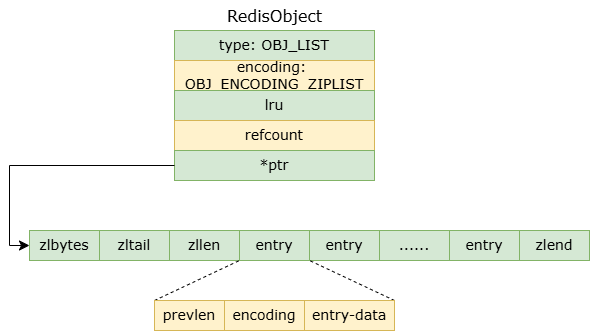 RedisObject
type: OBJ_LIST
encoding:
OBJ_ENCODING_ZIPLIST
lru
refcount
*ptr
zlbytes zltail zllen entry entry ...... entry zlend
prevlen encoding entry-data